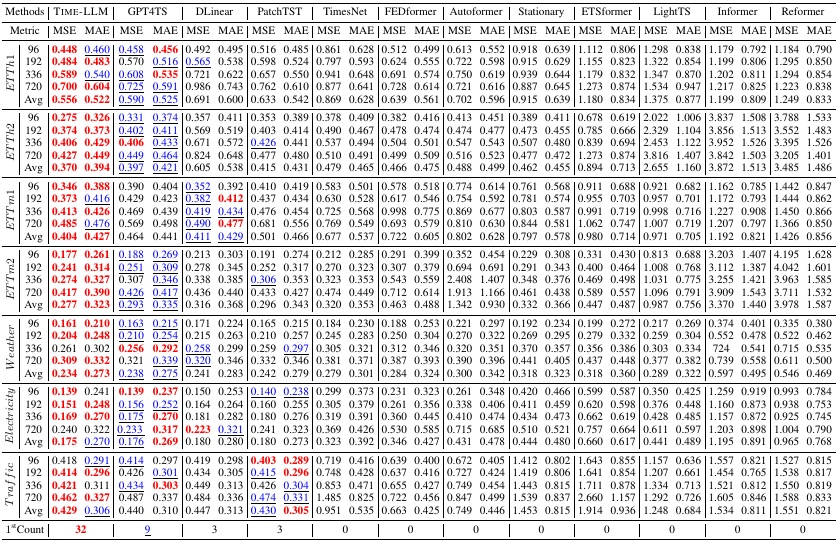 Methods TIME-LLM GPT4TS DLinear PatchTST TimesNet FEDformer Autoformer Stationary ETSformer LightTS Informer Reformer
Metric MSE MAE MSE MAE MSE MAE MSE MAE MSE MAE MSE MAE MSE MAE MSE MAE MSE MAE MSE MAE MSE MAE MSE MAE
ETTh1
96 0.448 0.460 0.458 0.456 0.492 0.495 0.516 0.485 0.861 0.628 0.512 0.499 0.613 0.552 0.918 0.639 1.112 0.806 1.298 0.838 1.179 0.792 1.184 0.790
192 0.484 0.483 0.570 0.516 0.565 0.538 0.598 0.524 0.797 0.593 0.624 0.555 0.722 0.598 0.915 0.629 1.155 0.823 1.322 0.854 1.199 0.806 1.295 0.850
336 0.589 0.540 0.608 0.535 0.721 0.622 0.657 0.550 0.941 0.648 0.691 0.574 0.750 0.619 0.939 0.644 1.179 0.832 1.347 0.870 1.202 0.811 1.294 0.854
720 0.700 0.604 0.725 0.591 0.986 0.743 0.762 0.610 0.877 0.641 0.728 0.614 0.721 0.616 0.887 0.645 1.273 0.874 1.534 0.947 1.217 0.825 1.223 0.838
Avg 0.556 0.522 0.590 0.525 0.691 0.600 0.633 0.542 0.869 0.628 0.639 0.561 0.702 0.596 0.915 0.639 1.180 0.834 1.375 0.877 1.199 0.809 1.249 0.833
ETTh2
96 0.275 0.326 0.331 0.374 0.357 0.411 0.353 0.389 0.378 0.409 0.382 0.416 0.413 0.451 0.389 0.411 0.678 0.619 2.022 1.006 3.837 1.508 3.788 1.533
192 0.374 0.373 0.402 0.411 0.569 0.519 0.403 0.414 0.490 0.467 0.478 0.474 0.474 0.477 0.473 0.455 0.785 0.666 2.329 1.104 3.856 1.513 3.552 1.483
336 0.406 0.429 0.406 0.433 0.671 0.572 0.426 0.441 0.537 0.494 0.504 0.501 0.547 0.543 0.507 0.480 0.839 0.694 2.453 1.122 3.952 1.526 3.395 1.526
720 0.427 0.449 0.449 0.464 0.824 0.648 0.477 0.480 0.510 0.491 0.499 0.509 0.516 0.523 0.477 0.472 1.273 0.874 3.816 1.407 3.842 1.503 3.205 1.401
Avg 0.370 0.394 0.397 0.421 0.605 0.538 0.415 0.431 0.479 0.465 0.466 0.475 0.488 0.499 0.462 0.455 0.894 0.713 2.655 1.160 3.872 1.513 3.485 1.486
ETTm1
96 0.346 0.388 0.390 0.404 0.352 0.392 0.410 0.419 0.583 0.501 0.578 0.518 0.774 0.614 0.761 0.568 0.911 0.688 0.921 0.682 1.162 0.785 1.442 0.847
192 0.373 0.416 0.429 0.423 0.382 0.412 0.437 0.434 0.630 0.528 0.617 0.546 0.754 0.592 0.781 0.574 0.955 0.703 0.957 0.701 1.172 0.793 1.444 0.862
336 0.413 0.426 0.469 0.439 0.419 0.434 0.476 0.454 0.725 0.568 0.998 0.775 0.869 0.677 0.803 0.587 0.991 0.719 0.998 0.716 1.227 0.908 1.450 0.866
720 0.485 0.476 0.569 0.498 0.490 0.477 0.681 0.556 0.769 0.549 0.693 0.579 0.810 0.630 0.844 0.581 1.062 0.747 1.007 0.719 1.207 0.797 1.366 0.850
Avg 0.404 0.427 0.464 0.441 0.411 0.429 0.501 0.466 0.677 0.537 0.722 0.605 0.802 0.628 0.797 0.578 0.980 0.714 0.971 0.705 1.192 0.821 1.426 0.856
ETTm2
96 0.177 0.261 0.188 0.269 0.213 0.303 0.191 0.274 0.212 0.285 0.291 0.399 0.352 0.454 0.229 0.308 0.331 0.430 0.813 0.688 3.203 1.407 4.195 1.628
192 0.241 0.314 0.251 0.309 0.278 0.345 0.252 0.317 0.270 0.323 0.307 0.379 0.694 0.691 0.291 0.343 0.400 0.464 1.008 0.768 3.112 1.387 4.042 1.601
336 0.274 0.327 0.307 0.346 0.338 0.385 0.306 0.353 0.323 0.353 0.543 0.559 2.408 1.407 0.348 0.376 0.469 0.498 1.031 0.775 3.255 1.421 3.963 1.585
720 0.417 0.390 0.426 0.417 0.436 0.440 0.433 0.427 0.474 0.449 0.712 0.614 1.913 1.166 0.461 0.438 0.589 0.557 1.096 0.791 3.909 1.543 3.711 1.532
Avg 0.277 0.323 0.293 0.335 0.316 0.368 0.296 0.343 0.320 0.353 0.463 0.488 1.342 0.930 0.332 0.366 0.447 0.487 0.987 0.756 3.370 1.440 3.978 1.587
Weather
96 0.161 0.210 0.163 0.215 0.171 0.224 0.165 0.215 0.184 0.230 0.188 0.253 0.221 0.297 0.192 0.234 0.199 0.272 0.217 0.269 0.374 0.401 0.335 0.380
192 0.204 0.248 0.210 0.254 0.215 0.263 0.210 0.257 0.245 0.283 0.250 0.304 0.270 0.322 0.269 0.295 0.279 0.332 0.259 0.304 0.552 0.478 0.522 0.462
336 0.261 0.302 0.256 0.292 0.258 0.299 0.259 0.297 0.305 0.321 0.312 0.346 0.320 0.351 0.370 0.357 0.356 0.386 0.303 0.334 724 0.541 0.715 0.535
720 0.309 0.332 0.321 0.339 0.320 0.346 0.332 0.346 0.381 0.371 0.387 0.393 0.390 0.396 0.441 0.405 0.437 0.448 0.377 0.382 0.739 0.558 0.611 0.500
Avg 0.234 0.273 0.238 0.275 0.241 0.283 0.242 0.279 0.279 0.301 0.284 0.324 0.300 0.342 0.318 0.323 0.318 0.360 0.289 0.322 0.597 0.495 0.546 0.469
Electricity
96 0.139 0.241 0.139 0.237 0.150 0.253 0.140 0.238 0.299 0.373 0.231 0.323 0.261 0.348 0.420 0.466 0.599 0.587 0.350 0.425 1.259 0.919 0.993 0.784
192 0.151 0.248 0.156 0.252 0.164 0.264 0.160 0.255 0.305 0.379 0.261 0.356 0.338 0.406 0.411 0.459 0.620 0.598 0.376 0.448 1.160 0.873 0.938 0.753
336 0.169 0.270 0.175 0.270 0.181 0.282 0.180 0.276 0.319 0.391 0.360 0.445 0.410 0.474 0.434 0.473 0.662 0.619 0.428 0.485 1.157 0.872 0.925 0.745
720 0.240 0.322 0.233 0.317 0.223 0.321 0.241 0.323 0.369 0.426 0.530 0.585 0.715 0.685 0.510 0.521 0.757 0.664 0.611 0.597 1.203 0.898 1.004 0.790
Avg 0.175 0.270 0.176 0.269 0.180 0.280 0.180 0.273 0.323 0.392 0.346 0.427 0.431 0.478 0.444 0.480 0.660 0.617 0.441 0.489 1.195 0.891 0.965 0.768
Traffic
96 0.418 0.291 0.414 0.297 0.419 0.298 0.403 0.289 0.719 0.416 0.639 0.400 0.672 0.405 1.412 0.802 1.643 0.855 1.157 0.636 1.557 0.821 1.527 0.815
192 0.414 0.296 0.426 0.301 0.434 0.305 0.415 0.296 0.748 0.428 0.637 0.416 0.727 0.424 1.419 0.806 1.641 0.854 1.207 0.661 1.454 0.765 1.538 0.817
336 0.421 0.311 0.434 0.303 0.449 0.313 0.426 0.304 0.853 0.471 0.655 0.427 0.749 0.454 1.443 0.815 1.711 0.878 1.334 0.713 1.521 0.812 1.550 0.819
720 0.462 0.327 0.487 0.337 0.484 0.336 0.474 0.331 1.485 0.825 0.722 0.456 0.847 0.499 1.539 0.837 2.660 1.157 1.292 0.726 1.605 0.846 1.588 0.833
Avg 0.429 0.306 0.440 0.310 0.447 0.313 0.430 0.305 0.951 0.535 0.663 0.425 0.749 0.446 1.453 0.815 1.914 0.936 1.248 0.684 1.534 0.811 1.551 0.821
1stCount 32 9 3 3 0 0 0 0 0 0 0 0